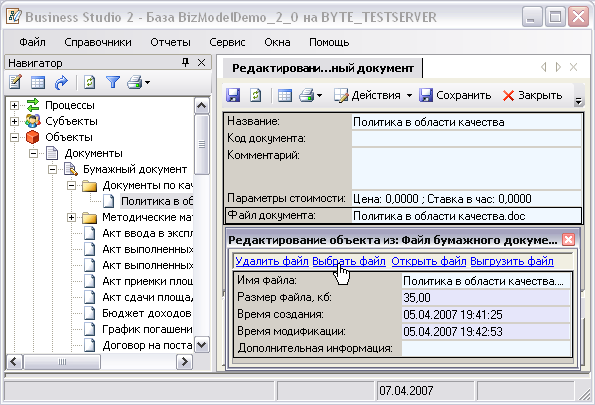 Business Studio 2 - База BizModelDemo_2_0 на BYTE_TESTSERVER
Файл Справочники Отчеты Сервис Окна Помощь
Навигатор
Процессы
Субъекты
Объекты
Документы
Бумажный документ
Документы по кач
Политика в об
Методические мат
Акт ввода в экспл
Акт выполненных
Акт выполненных
Акт приемки площ
Акт сдачи площад
Бюджет доходов
График погашени
Договор на поста
Редактировани...ный документ
Действия Сохранить Закрыть
Название: Политика в области качества
Код документа:
Комментарий:
Параметры стоимости: Цена: 0,0000 ; Ставка в час: 0,0000
Файл документа: Политика в области качества.doc
Редактирование объекта из: Файл бумажного докуме...
Удалить файл Выбрать файл Открыть файл Выгрузить файл
Имя файла: Политика в области качества....
Размер файла, кб: 35,00
Время создания: 05.04.2007 19:41:25
Время модификации: 05.04.2007 19:42:53
Дополнительная информация:
07.04.2007